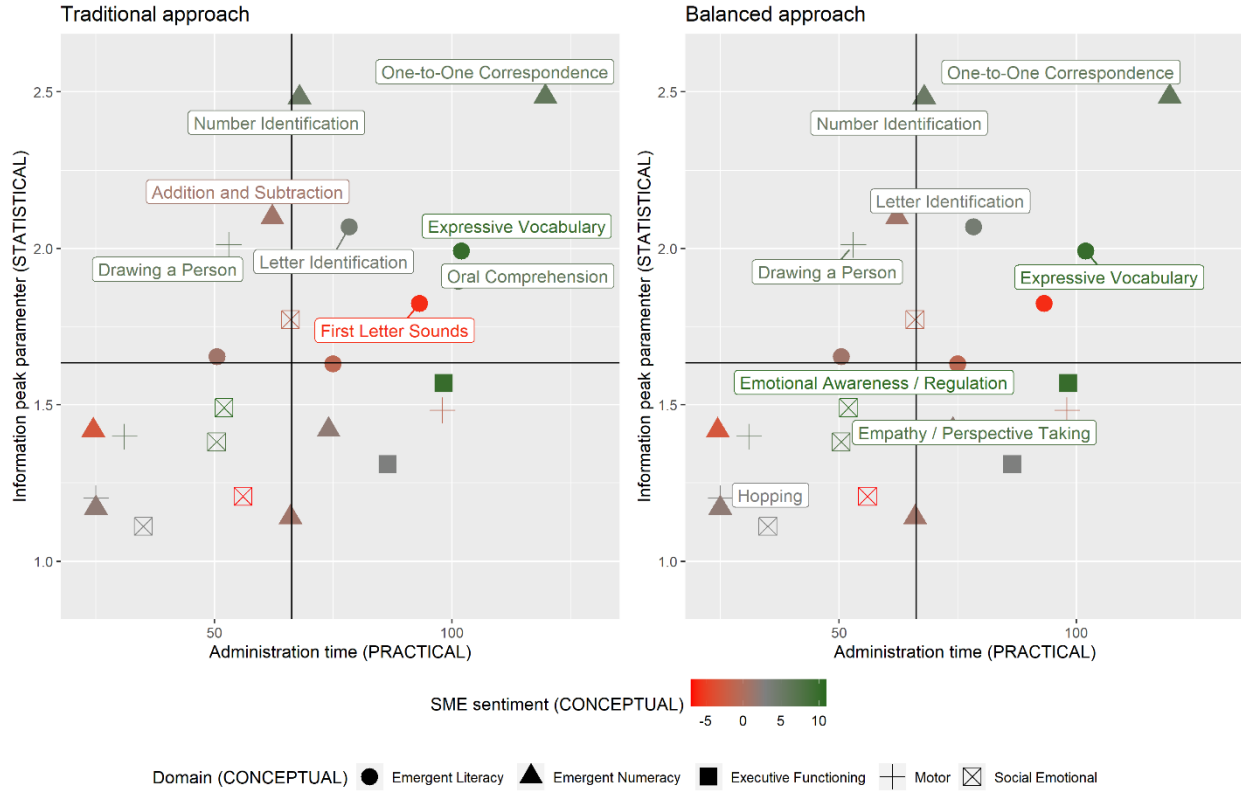 Traditional approach
Balanced approach
Information peak paramenter (STATISTICAL)
2.5
2.0
1.5
1.0
One-to-One Correspondence
Number Identification
Addition and Subtraction
Expressive Vocabulary
Letter Identification
Drawing a Person
Oral Comprehension
First Letter Sounds
50
100
Administration time (PRACTICAL)
Information peak paramenter (STATISTICAL)
2.5
2.0
1.5
1.0
One-to-One Correspondence
Number Identification
Letter Identification
Drawing a Person
Expressive Vocabulary
Emotional Awareness / Regulation
Empathy / Perspective Taking
Hopping
50
100
Administration time (PRACTICAL)
SME sentiment (CONCEPTUAL)
-5 0 5 10
Domain (CONCEPTUAL) Emergent Literacy Emergent Numeracy Executive Functioning Motor Social Emotional